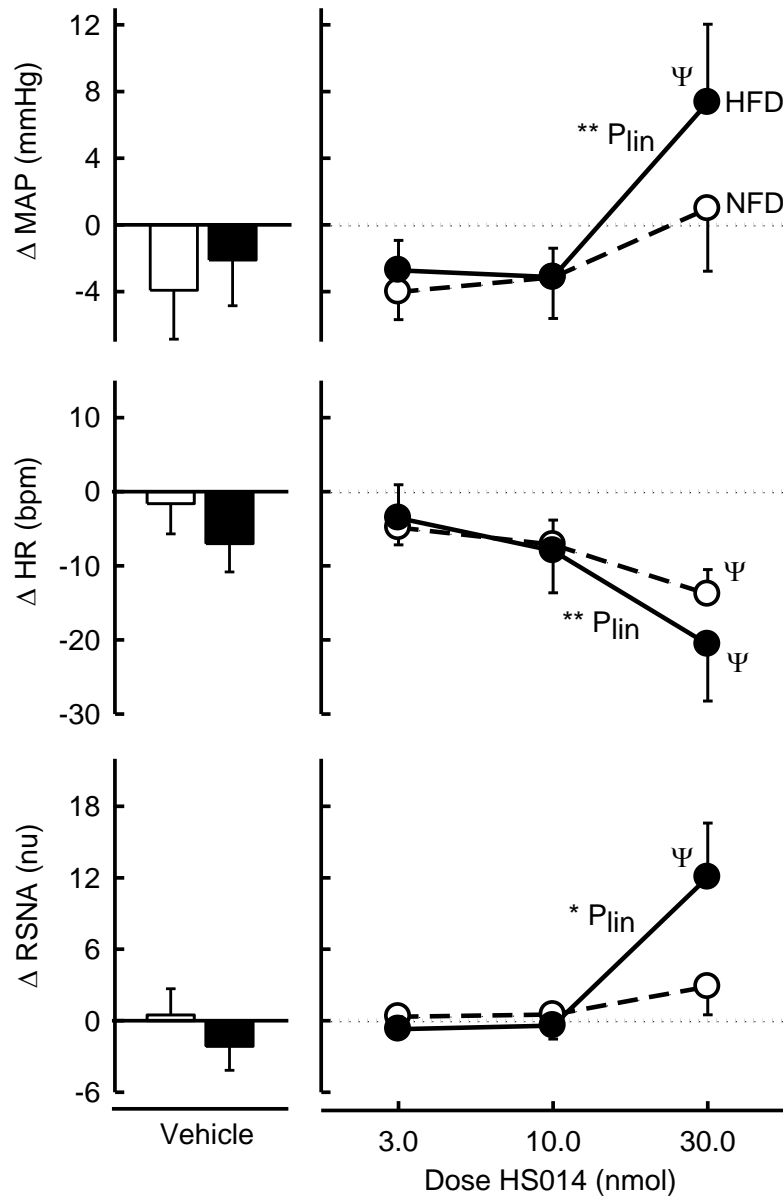 12
8
4
0
-4
Δ MAP (mmHg)
Ψ
HFD
** Plin
NFD
10
0
-10
-20
-30
Δ HR (bpm)
Ψ
** Plin
Ψ
18
12
6
0
-6
Δ RSNA (nu)
Ψ
* Plin
Vehicle
3.0 10.0 30.0
Dose HS014 (nmol)